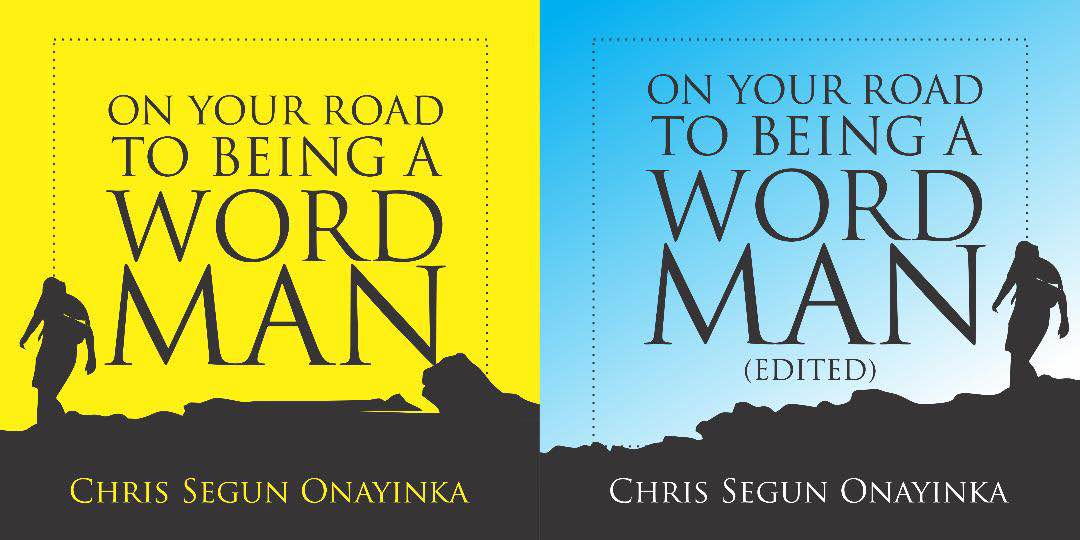 ON YOUR ROAD
TO BEING A
WORD
MAN
CHRIS SEGUN ONAYINKA
ON YOUR ROAD
TO BEING A
WORD
MAN
(EDITED)
CHRIS SEGUN ONAYINKA